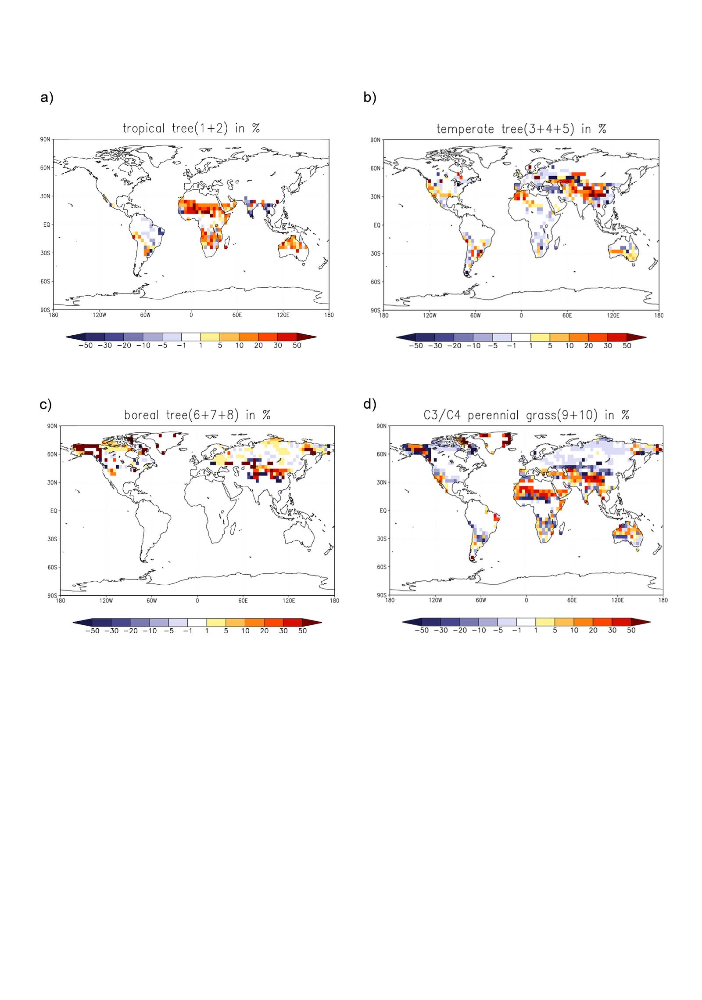 a)
b)
tropical tree(1+2) in %
temperate tree(3+4+5) in %
90N
60N
30N
EQ
30S
60S
90S
180 120W 60W 0 60E 120E 180
−50 −30 −20 −10 −5 −1 1 5 10 20 30 50
90N
60N
30N
EQ
30S
60S
90S
180 120W 60W 0 60E 120E 180
−50 −30 −20 −10 −5 −1 1 5 10 20 30 50
c)
d)
boreal tree(6+7+8) in %
C3/C4 perennial grass(9+10) in %
90N
60N
30N
EQ
30S
60S
90S
180 120W 60W 0 60E 120E 180
−50 −30 −20 −10 −5 −1 1 5 10 20 30 50
90N
60N
30N
EQ
30S
60S
90S
180 120W 60W 0 60E 120E 180
−50 −30 −20 −10 −5 −1 1 5 10 20 30 50